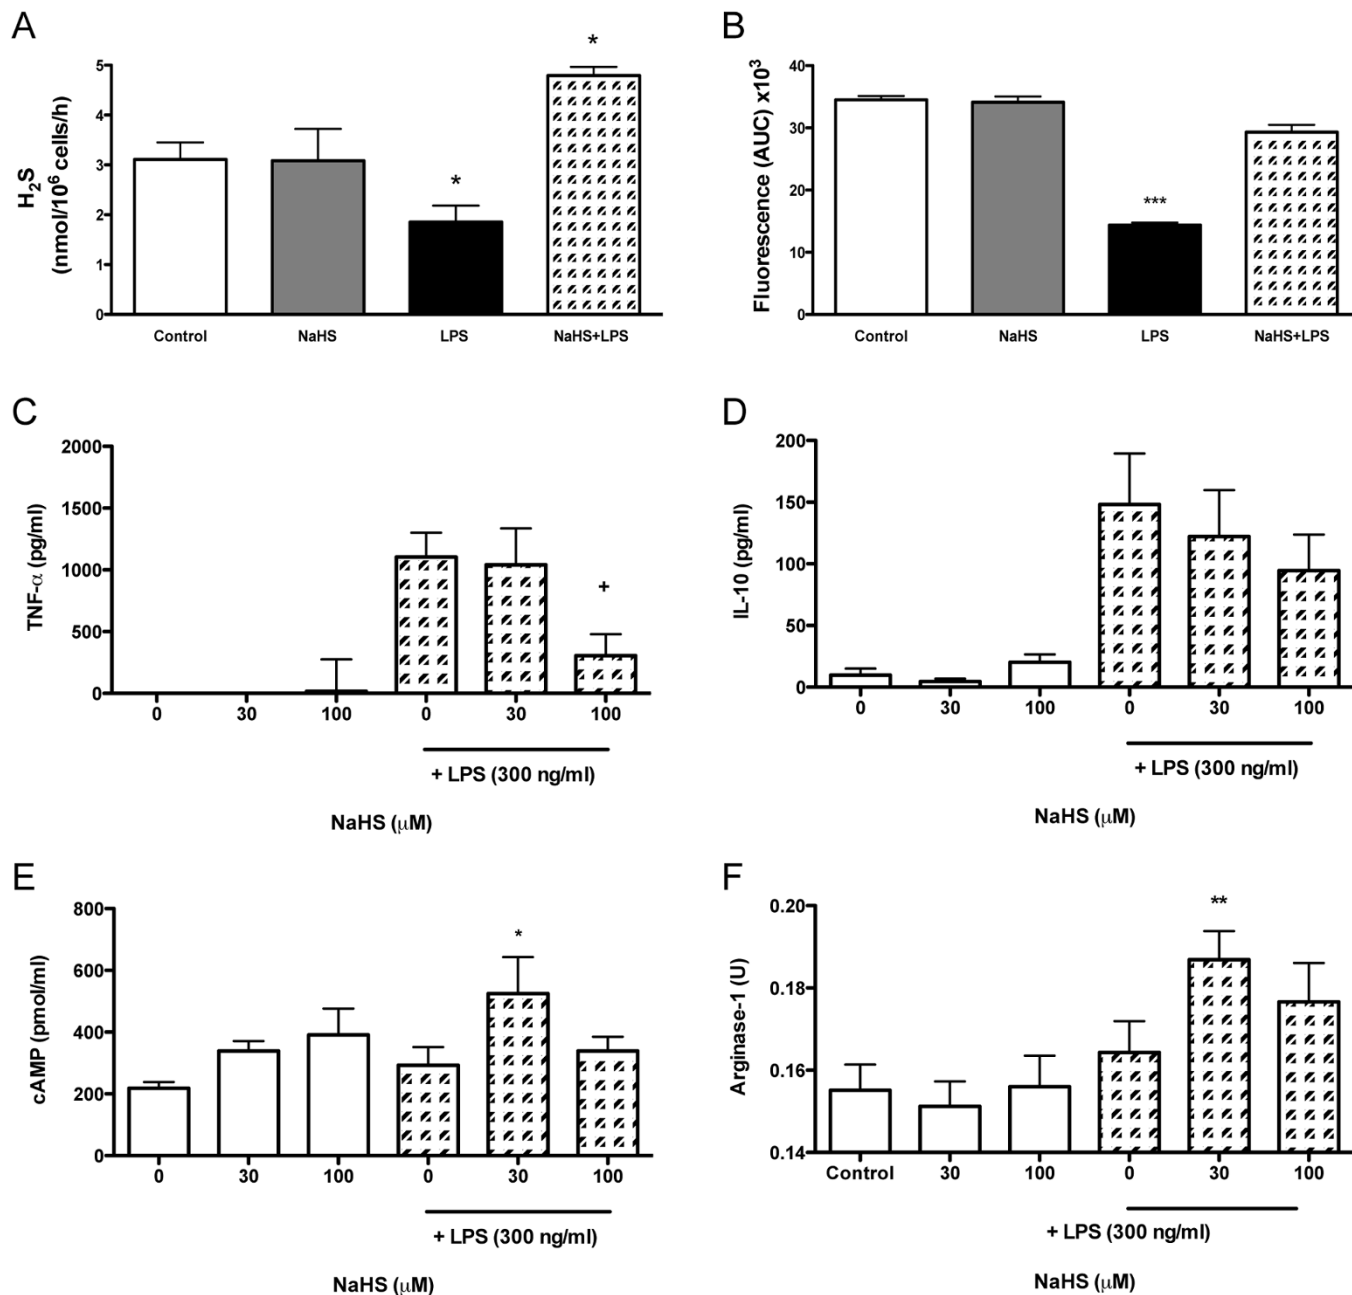 A
H₂S
(nmol/10⁶ cells/h)
5
4
3
2
1
0
*
*
Control NaHS LPS NaHS+LPS
B
Fluorescence (AUC) x10³
40
30
20
10
0
***
Control NaHS LPS NaHS+LPS
C
TNF-α (pg/ml)
2000
1500
1000
500
0
+
0 30 100 0 30 100
+ LPS (300 ng/ml)
NaHS (μM)
D
IL-10 (pg/ml)
200
150
100
50
0
0 30 100 0 30 100
+ LPS (300 ng/ml)
NaHS (μM)
E
cAMP (pmol/ml)
800
600
400
200
0
*
0 30 100 0 30 100
+ LPS (300 ng/ml)
NaHS (μM)
F
Arginase-1 (U)
0.20
0.18
0.16
0.14
**
Control 30 100 0 30 100
+ LPS (300 ng/ml)
NaHS (μM)